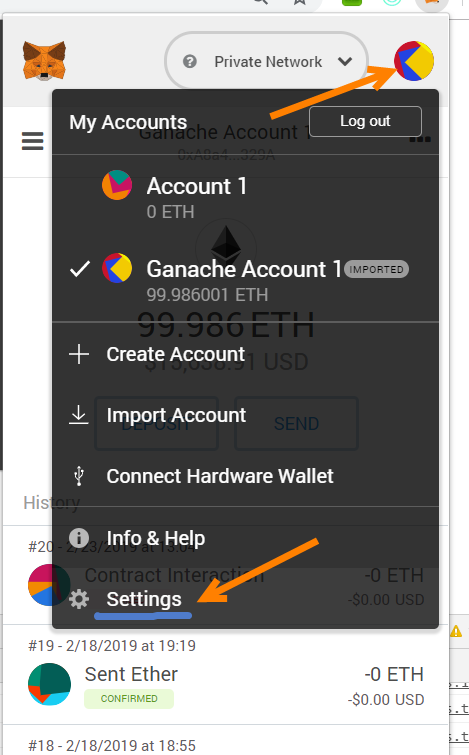 Private Network
My Accounts
Log out
Ganache Account 1
0xA8a4...329A
Account 1
0 ETH
Ganache Account 1 IMPORTED
99.986001 ETH
99.986 ETH
Create Account
Import Account
DEPOSIT
SEND
Connect Hardware Wallet
History
Info & Help
#20 - 2/23/2019 at 13:04
Contract Interaction
-0 ETH
Settings
-$0.00 USD
#19 - 2/18/2019 at 19:19
Sent Ether
-0 ETH
CONFIRMED
-$0.00 USD
#18 - 2/18/2019 at 18:55